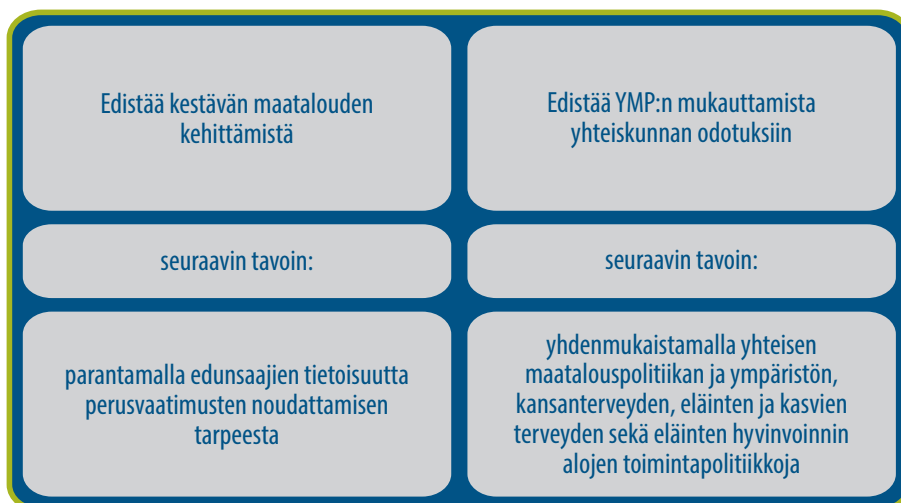 Edistää kestävän maatalouden
kehittämistä
Edistää YMP:n mukauttamista
yhteiskunnan odotuksiin
seuraavin tavoin:
seuraavin tavoin:
parantamalla edunsaajien tietoisuutta
perusvaatimusten noudattamisen
tarpeesta
yhdenmukaistamalla yhteisen
maatalouspolitiikan ja ympäristön,
kansanterveyden, eläinten ja kasvien
terveyden sekä eläinten hyvinvoinnin
alojen toimintapolitiikkoja